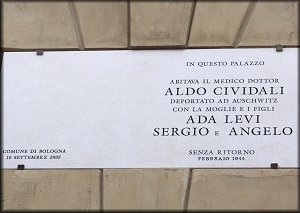 IN QUESTO PALAZZO
ABITAVA IL MEDICO DOTTOR
ALDO CIVIDALI
DEPORTATO AD AUSCHWITZ
CON LA MOGLIE E I FIGLI
ADA LEVI
SERGIO E ANGELO
SENZA RITORNO
FEBBRAIO 1944
COMUNE DI BOLOGNA
18 SETTEMBRE 2005